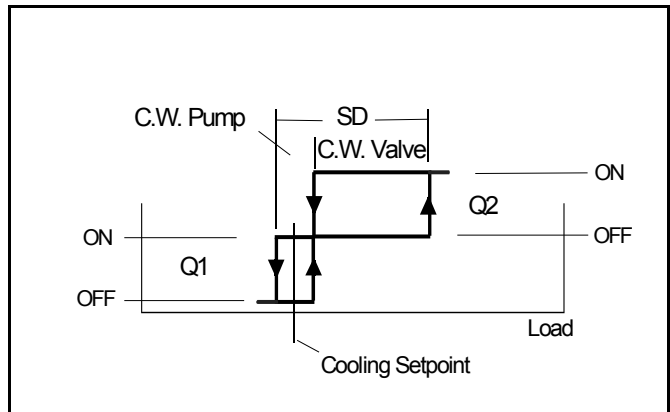 C.W. Pump
SD
C.W. Valve
ON
Q2
ON
OFF
Q1
OFF
Load
Cooling Setpoint